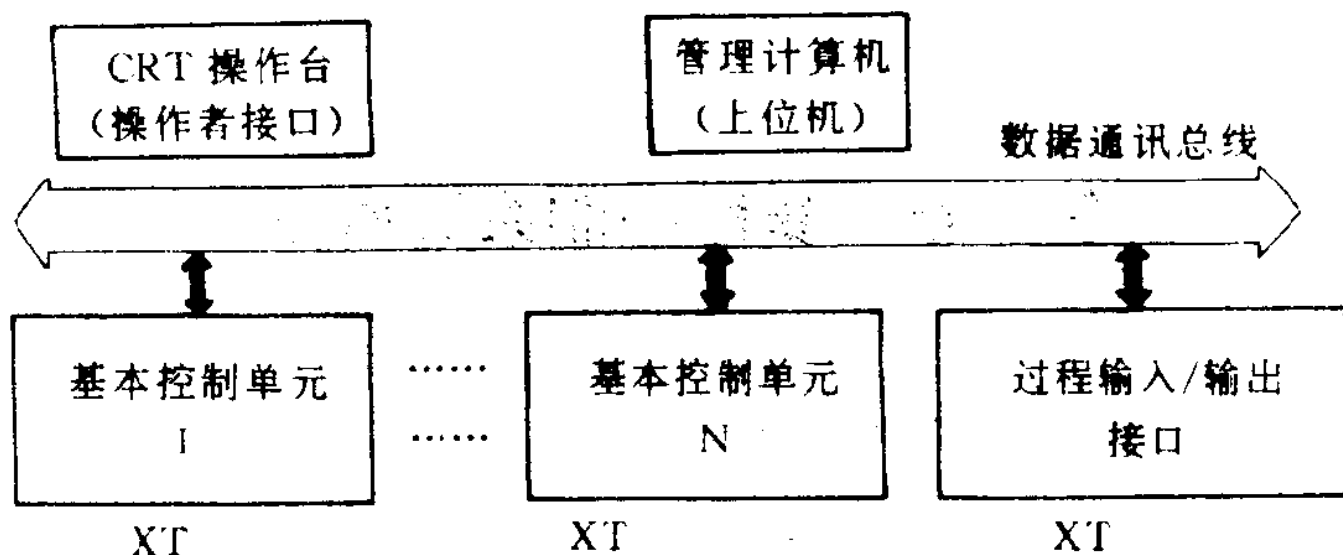 CRT 操作台
(操作者接口)
管理计算机
(上位机)
数据通讯总线
基本控制单元
I
……
……
基本控制单元
N
过程输入/输出
接口
XT
XT
XT